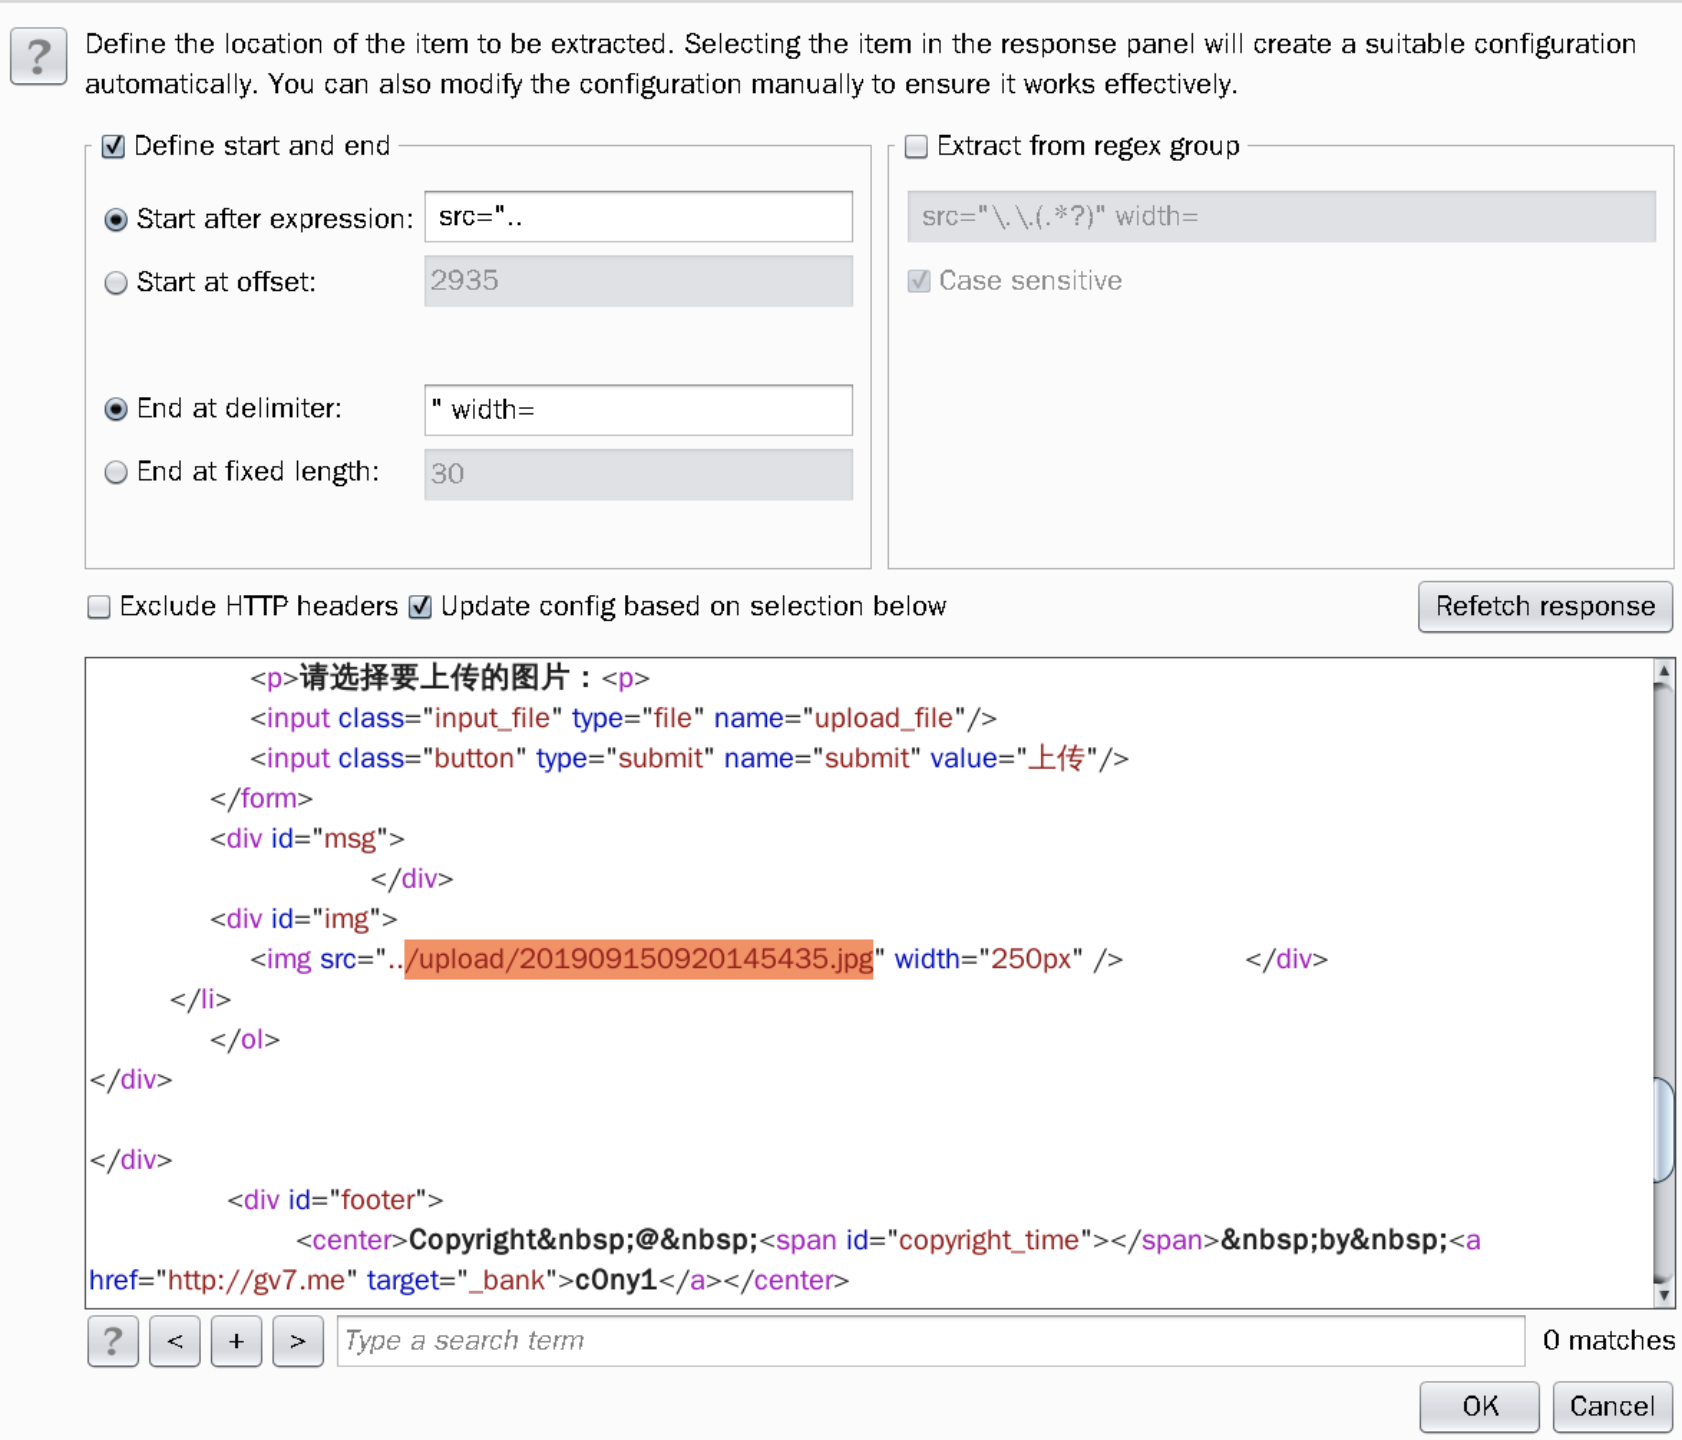 ?
Define the location of the item to be extracted. Selecting the item in the response panel will create a suitable configuration
automatically. You can also modify the configuration manually to ensure it works effectively.
Define start and end
Start after expression: src="..
Start at offset: 2935
End at delimiter: " width=
End at fixed length: 30
Extract from regex group
src="\.\.(.*?)" width=
Case sensitive
Exclude HTTP headers Update config based on selection below
Refetch response
<p>请选择要上传的图片：<p>
<input class="input_file" type="file" name="upload_file"/>
<input class="button" type="submit" name="submit" value="上传"/>
</form>
<div id="msg">
</div>
<div id="img">
<img src="../upload/201909150920145435.jpg" width="250px" /> </div>
</li>
</ol>
</div>
</div>
<div id="footer">
<center>Copyright&nbsp;@&nbsp;<span id="copyright_time"></span>&nbsp;by&nbsp;<a
href="http://gv7.me" target="_bank">c0ny1</a></center>
? < + > Type a search term 0 matches
OK Cancel